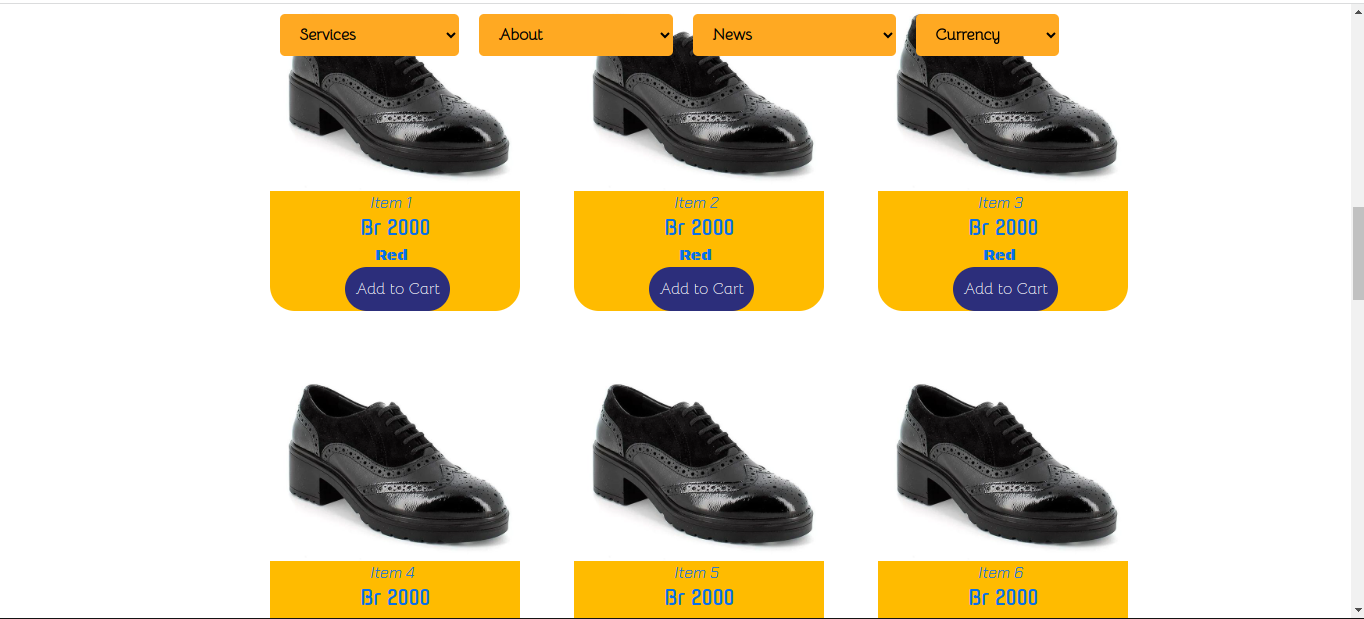 Services About News Currency
Item 1 Item 2 Item 3
Br 2000 Br 2000 Br 2000
Red Red Red
Add to Cart Add to Cart Add to Cart
Item 4 Item 5 Item 6
Br 2000 Br 2000 Br 2000